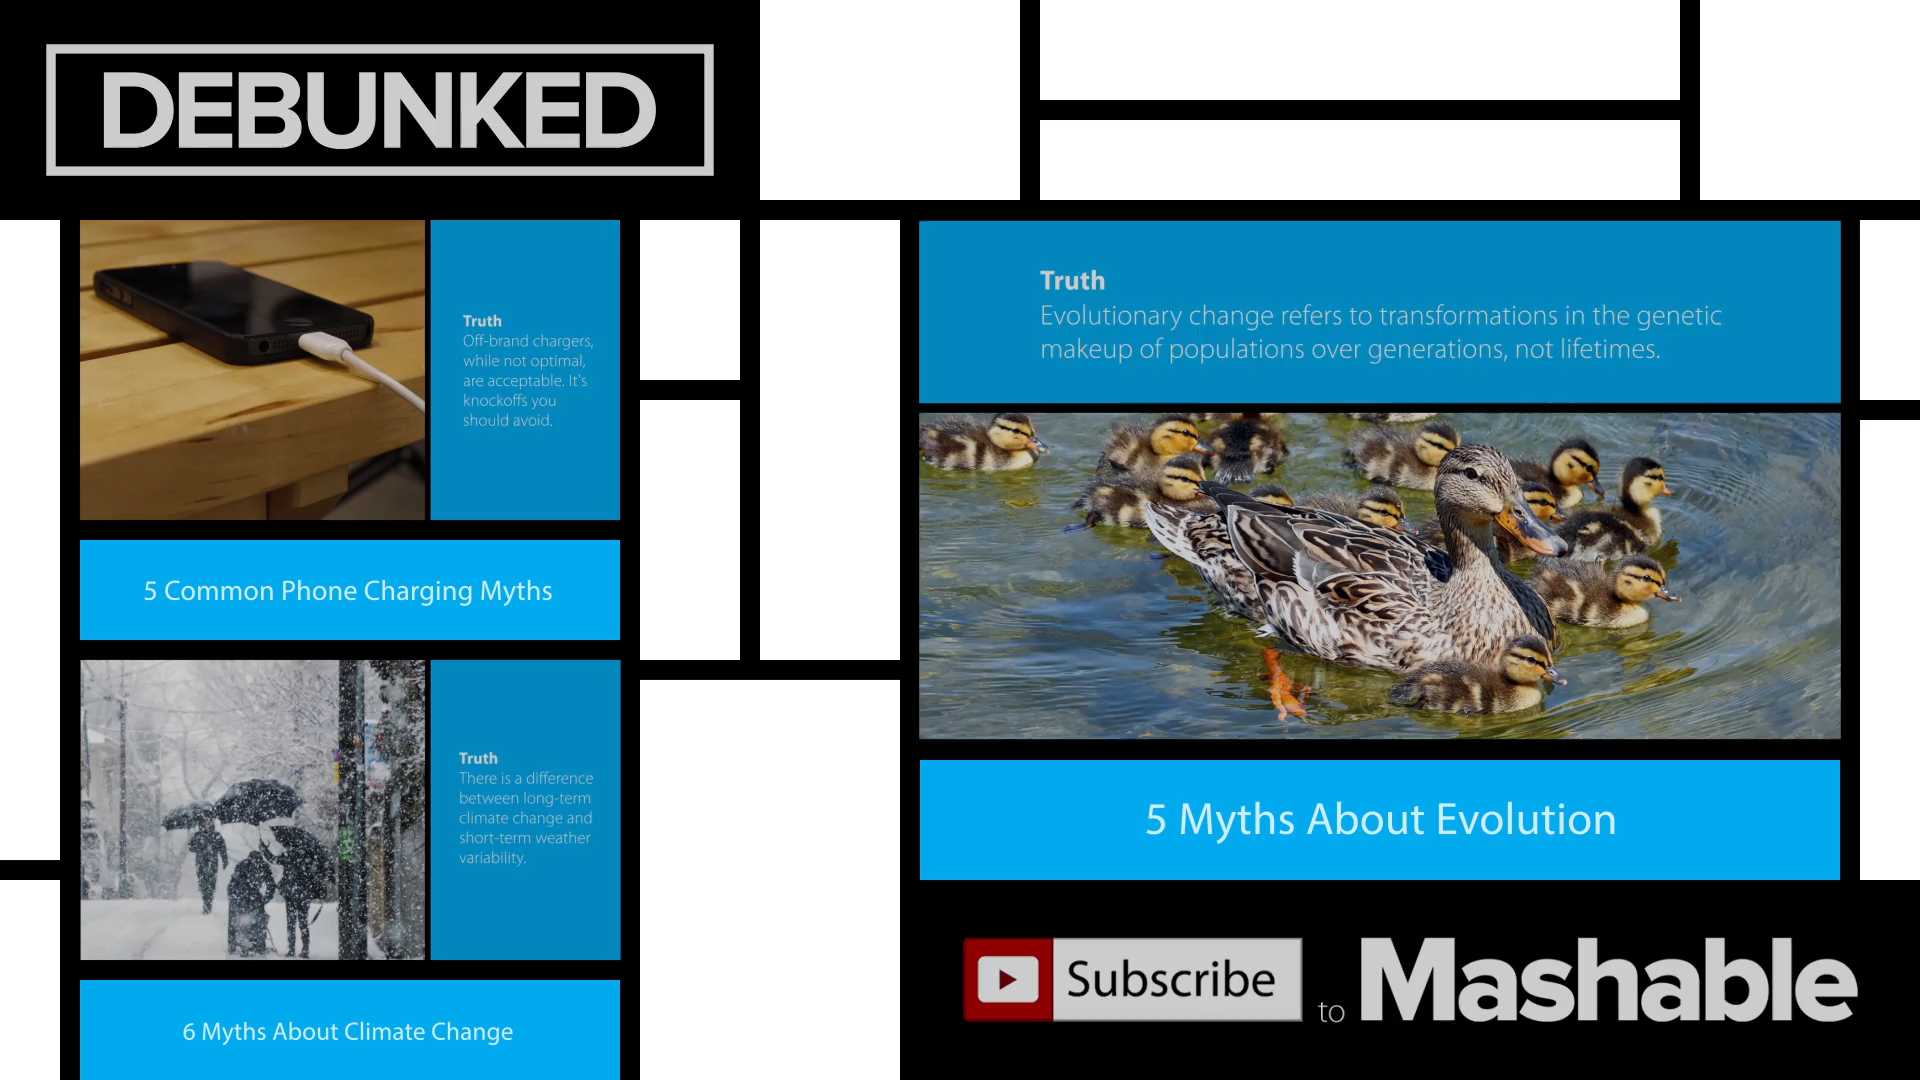 DEBUNKED
Truth
Off-brand chargers,
while not optimal,
are acceptable. It's
knockoffs you
should avoid.
5 Common Phone Charging Myths
Truth
There is a difference
between long-term
climate change and
short-term weather
variability.
6 Myths About Climate Change
Truth
Evolutionary change refers to transformations in the genetic
makeup of populations over generations, not lifetimes.
5 Myths About Evolution
Subscribe to Mashable